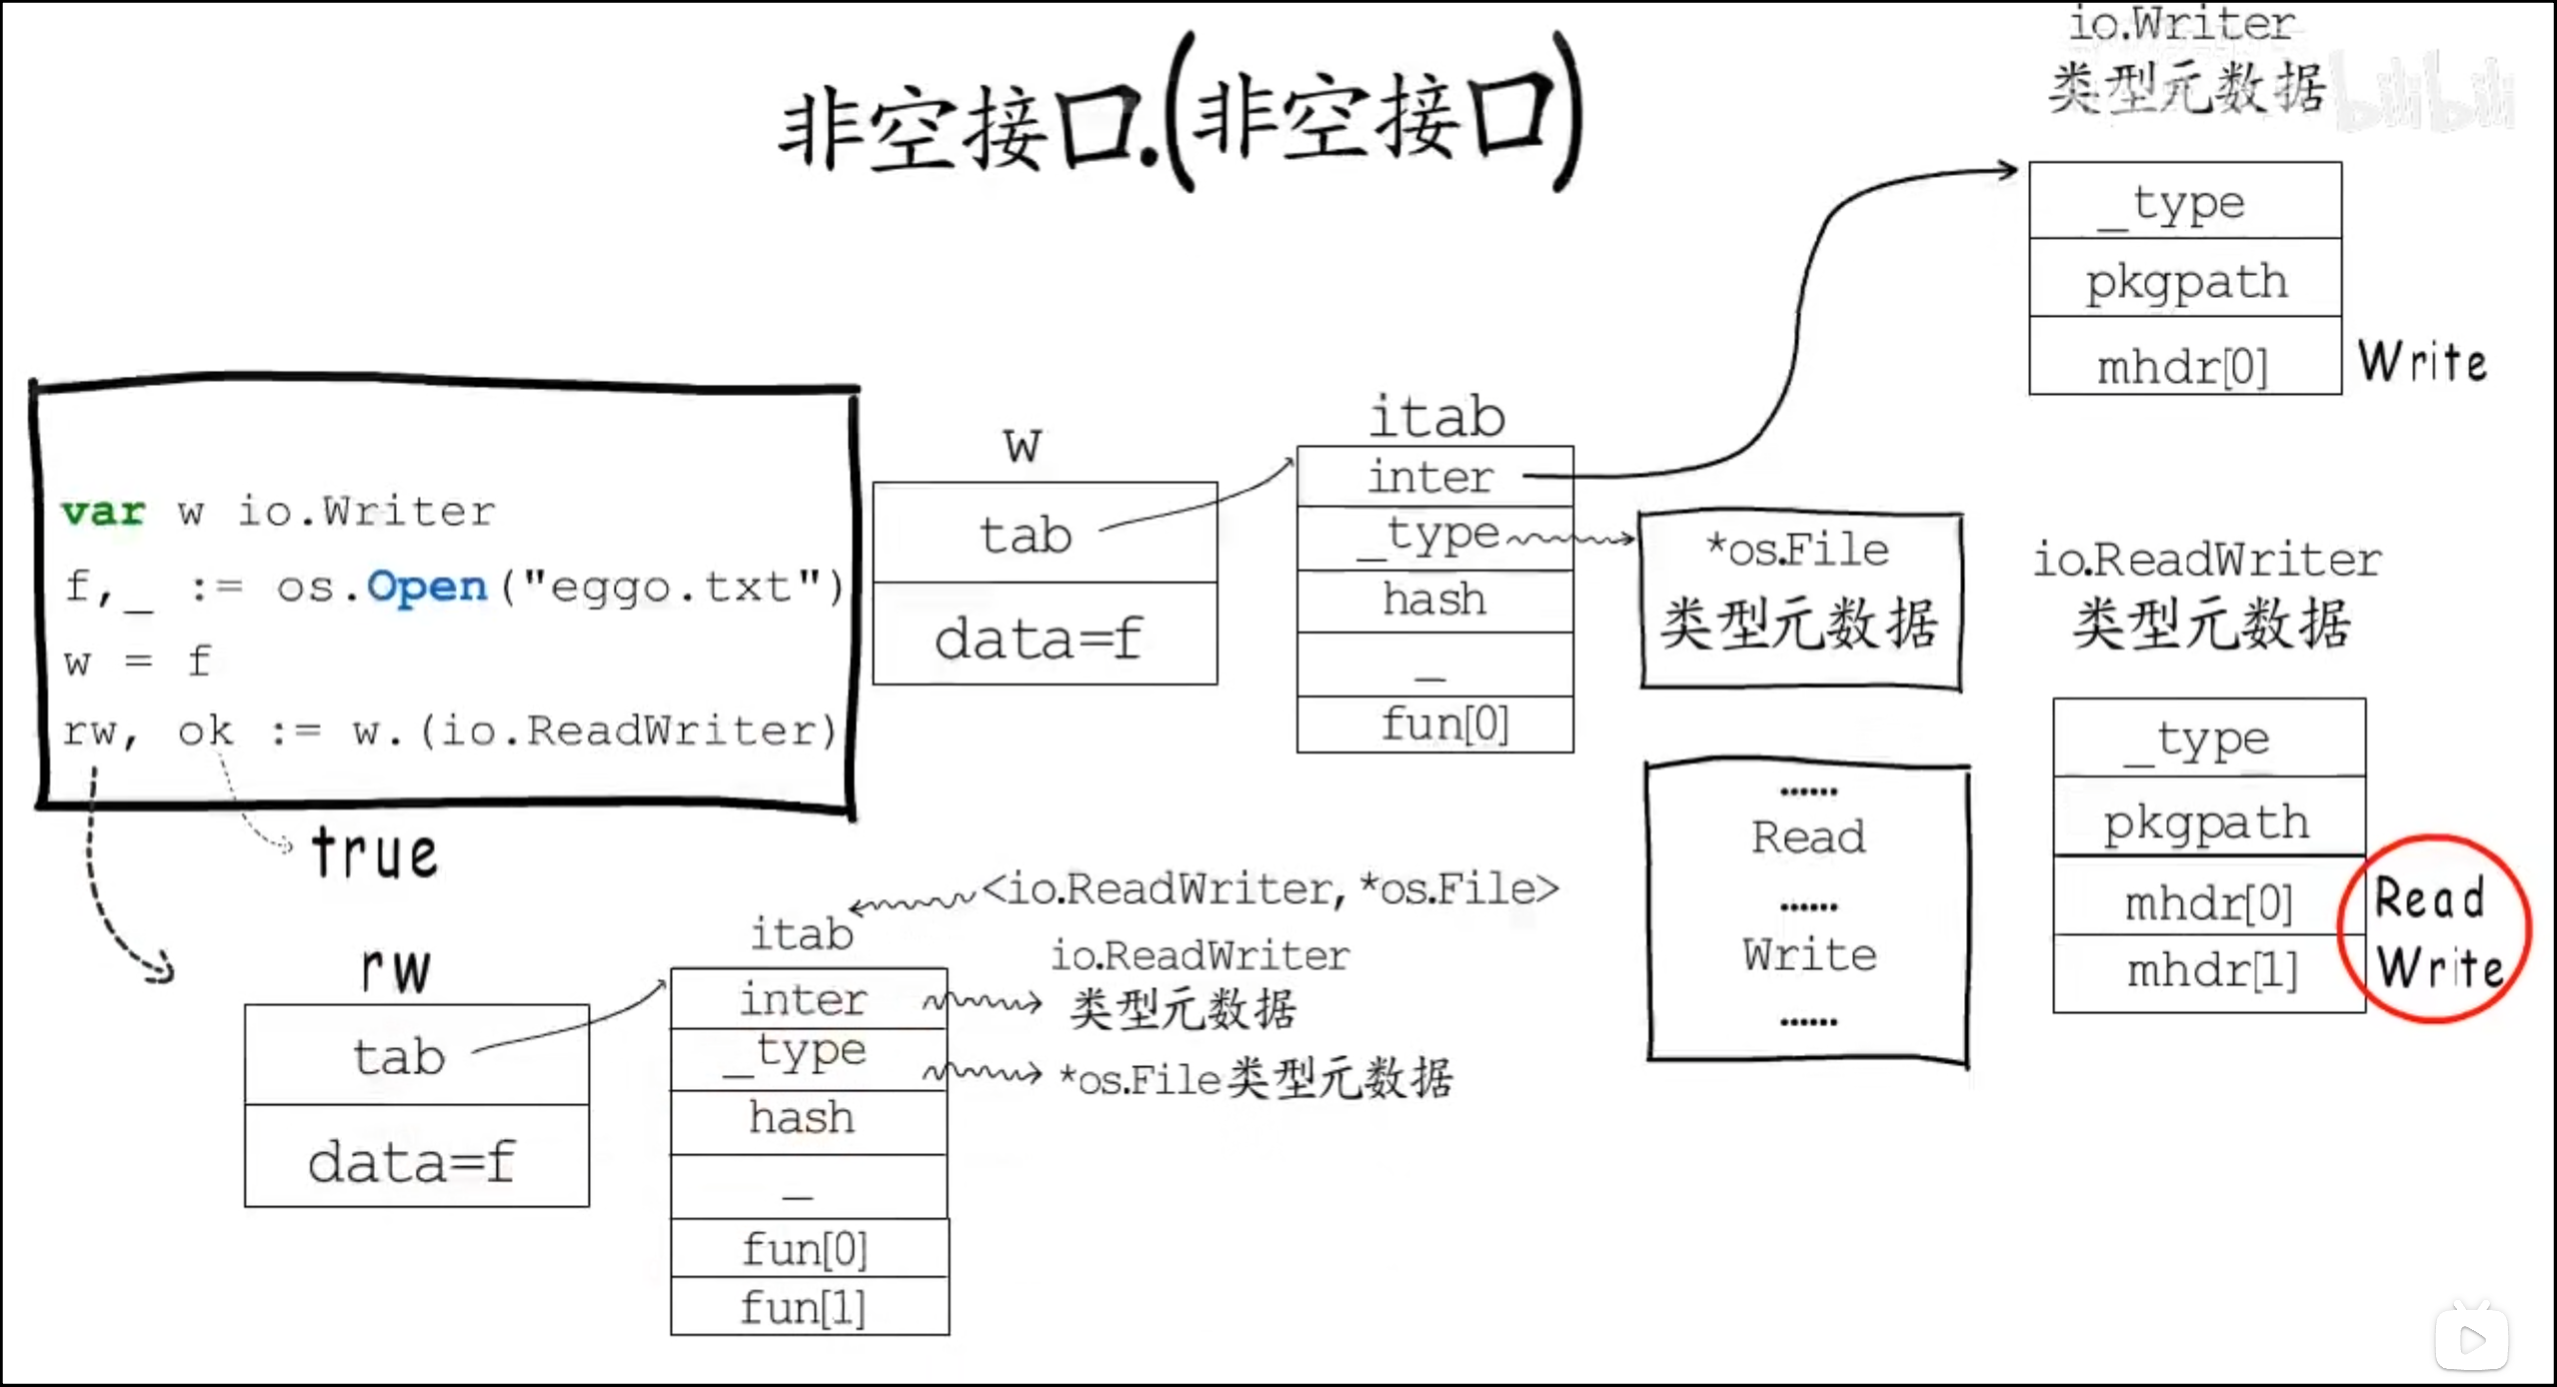 非空接口.(非空接口)
io.Writer
类型元数据
bilibili
_type
pkgpath
mhdr[0] Write
var w io.Writer
f,_ := os.Open("eggo.txt")
w = f
rw, ok := w.(io.ReadWriter)
true
w
tab
data=f
itab
inter
_type
hash
_
fun[0]
*os.File
类型元数据
......
Read
......
Write
......
io.ReadWriter
类型元数据
_type
pkgpath
mhdr[0] Read
mhdr[1] Write
rw
tab
data=f
<io.ReadWriter, *os.File>
itab
inter
_type
hash
_
fun[0]
fun[1]
io.ReadWriter
类型元数据
*os.File类型元数据